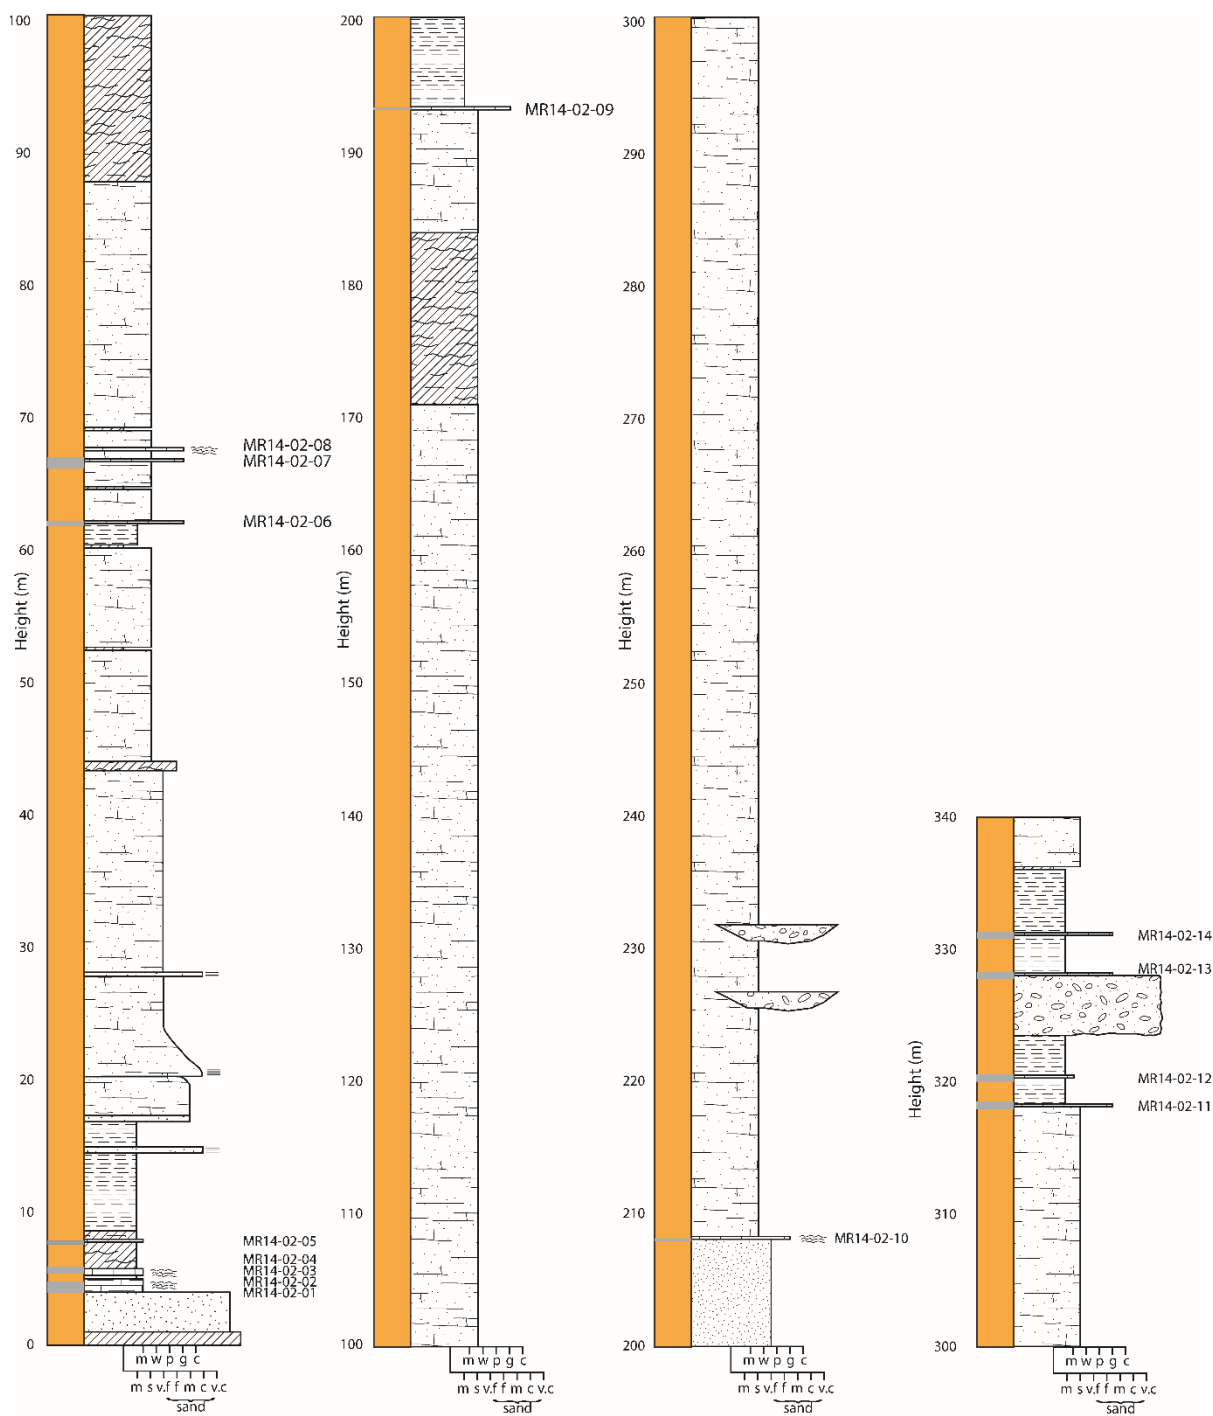 100
90
80
70
60
50
40
30
20
10
0
Height (m)
MR14-02-08
MR14-02-07
MR14-02-06
MR14-02-05
MR14-02-04
MR14-02-03
MR14-02-02
MR14-02-01
m w p g c
m s v.f f m c v.c
sand
200
190
180
170
160
150
140
130
120
110
100
Height (m)
MR14-02-09
m w p g c
m s v.f f m c v.c
sand
300
290
280
270
260
250
240
230
220
210
200
Height (m)
MR14-02-10
m w p g c
m s v.f f m c v.c
sand
340
330
320
310
300
Height (m)
MR14-02-14
MR14-02-13
MR14-02-12
MR14-02-11
m w p g c
m s v.f f m c v.c
sand